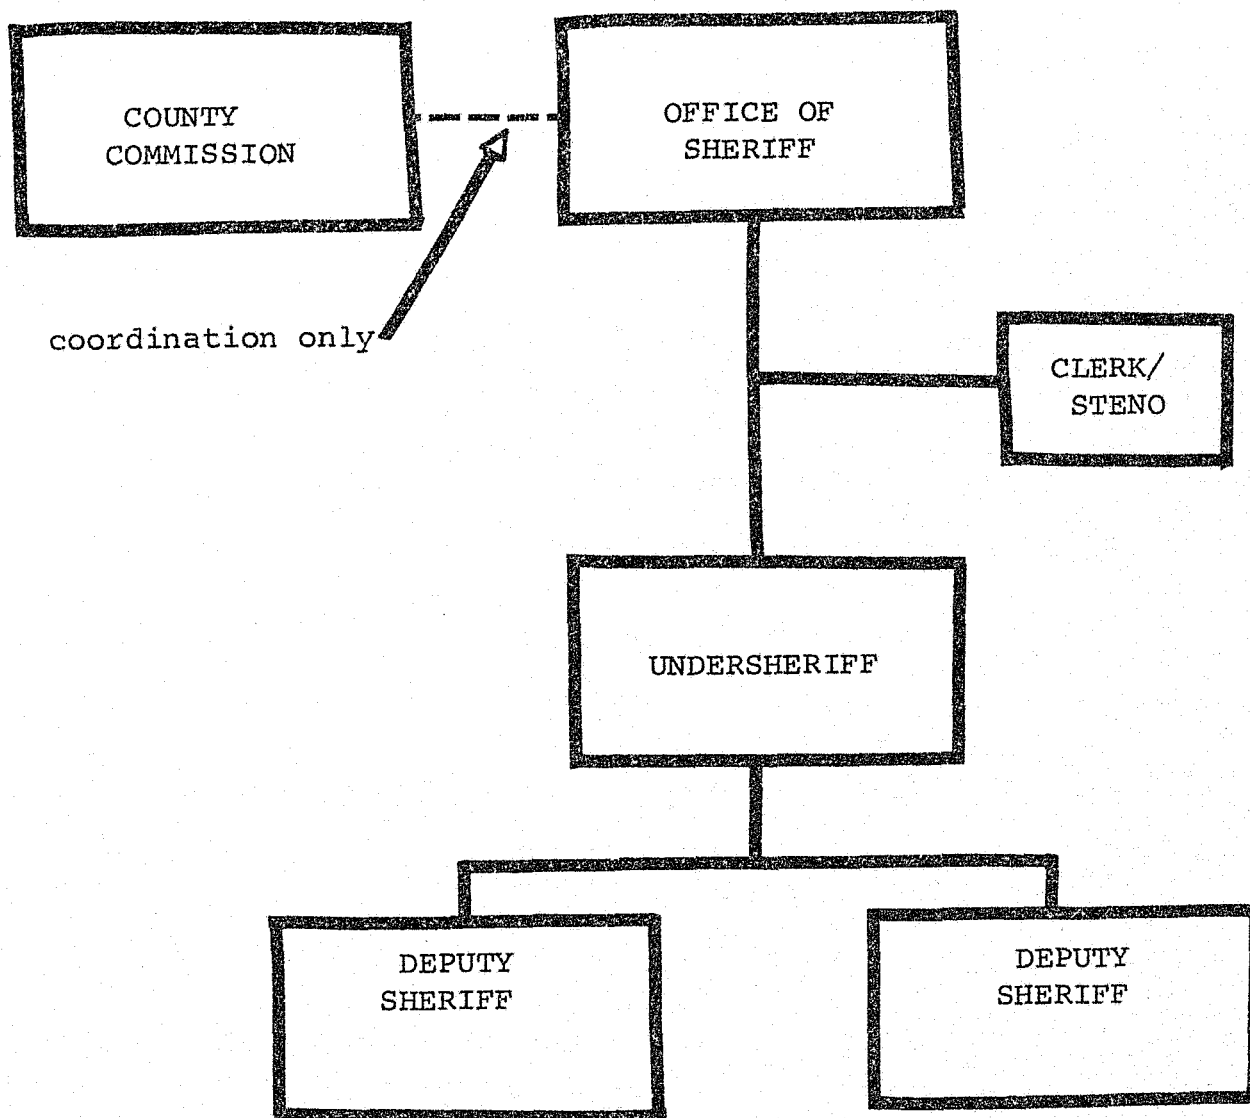 COUNTY
COMMISSION
OFFICE OF
SHERIFF
coordination only
CLERK/
STENO
UNDERSHERIFF
DEPUTY
SHERIFF
DEPUTY
SHERIFF